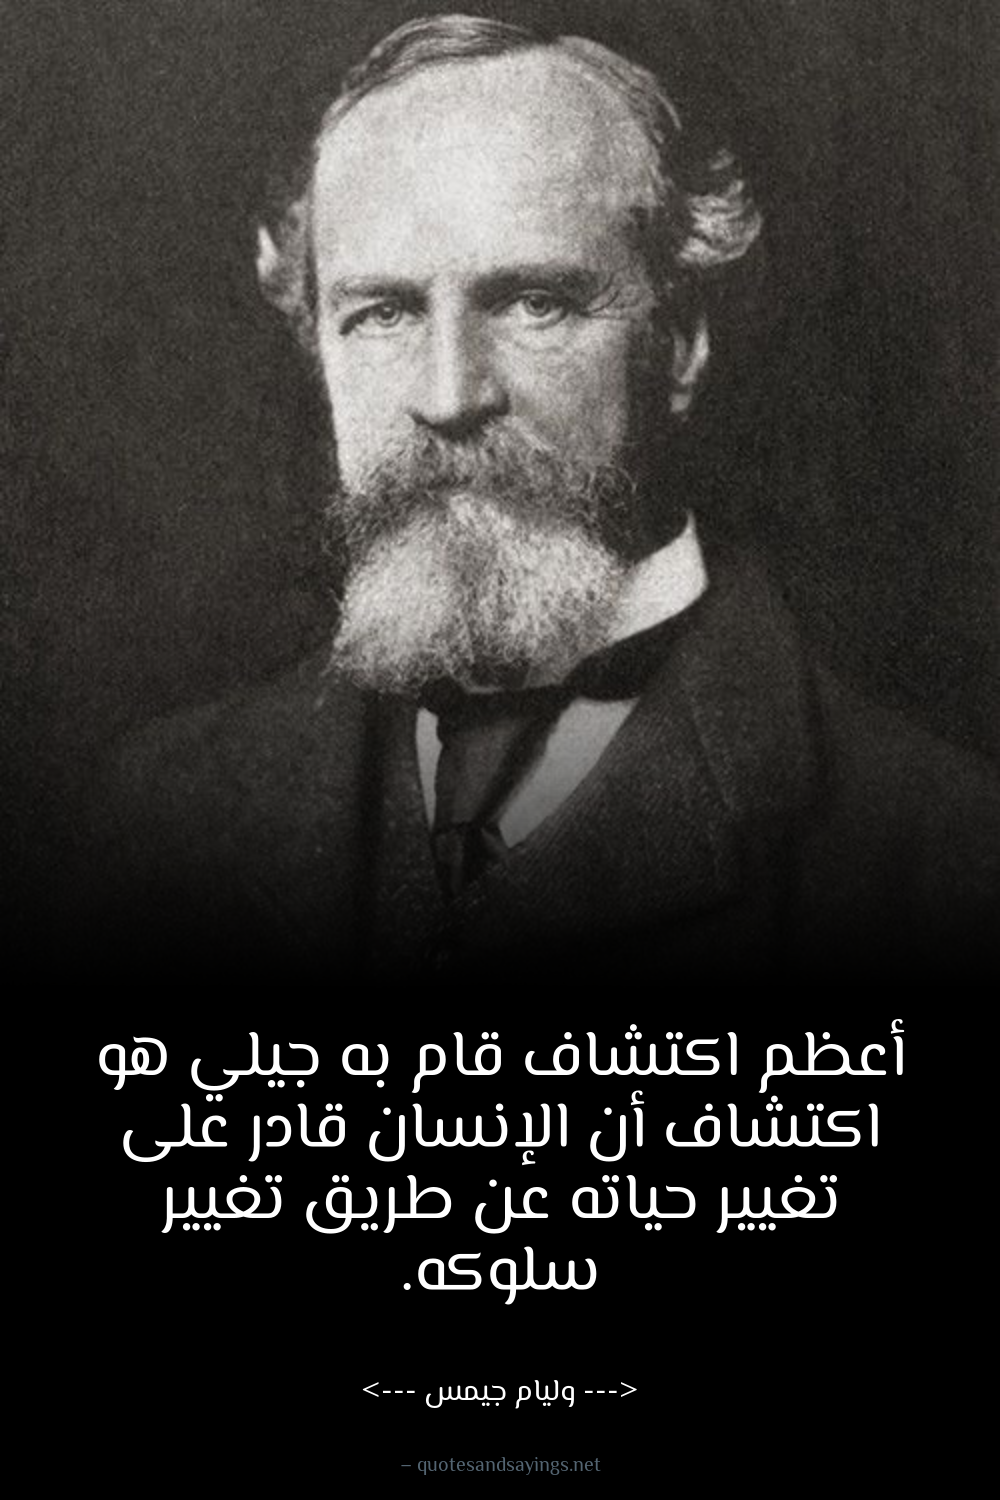 أعظم اكتشاف قام به جيلي هو
اكتشاف أن الإنسان قادر على
تغيير حياته عن طريق تغيير
سلوكه.
<--- وليام جيمس --->
– quotesandsayings.net